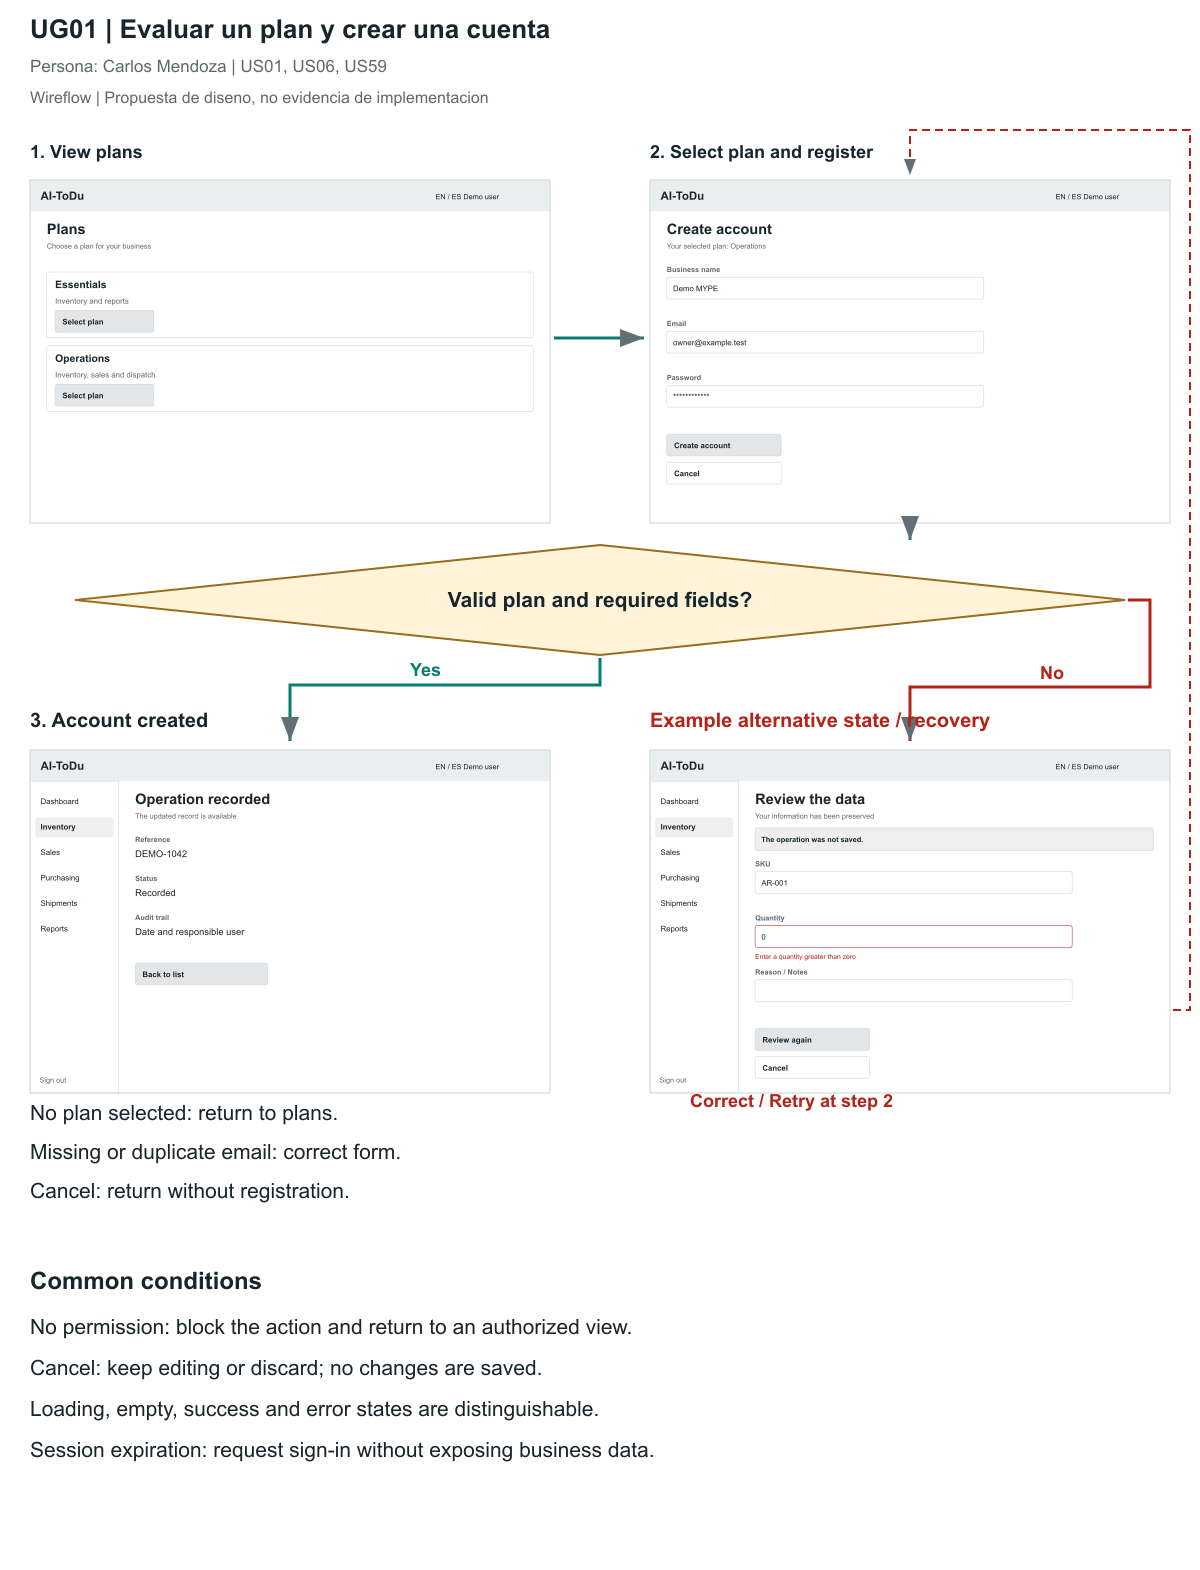 UG01 | Evaluar un plan y crear una cuenta
Persona: Carlos Mendoza | US01, US06, US59
Wireflow | Propuesta de diseno, no evidencia de implementacion
1. View plans
AI-ToDu
EN / ES Demo user
Plans
Choose a plan for your business
Essentials
Inventory and reports
Select plan
Operations
Inventory, sales and dispatch
Select plan
2. Select plan and register
AI-ToDu
EN / ES Demo user
Create account
Your selected plan: Operations
Business name
Demo MYPE
Email
owner@example.test
Password
************
Create account
Cancel
Valid plan and required fields?
Yes
No
3. Account created
AI-ToDu
EN / ES Demo user
Dashboard
Inventory
Sales
Purchasing
Shipments
Reports
Sign out
Operation recorded
The updated record is available
Reference
DEMO-1042
Status
Recorded
Audit trail
Date and responsible user
Back to list
Example alternative state / recovery
AI-ToDu
EN / ES Demo user
Dashboard
Inventory
Sales
Purchasing
Shipments
Reports
Sign out
Review the data
Your information has been preserved
The operation was not saved.
SKU
AR-001
Quantity
0
Enter a quantity greater than zero
Reason / Notes
Review again
Cancel
Correct / Retry at step 2
No plan selected: return to plans.
Missing or duplicate email: correct form.
Cancel: return without registration.
Common conditions
No permission: block the action and return to an authorized view.
Cancel: keep editing or discard; no changes are saved.
Loading, empty, success and error states are distinguishable.
Session expiration: request sign-in without exposing business data.